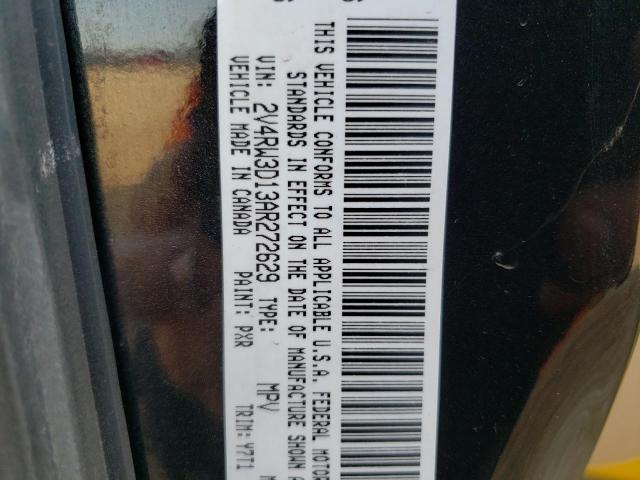 THIS VEHICLE CONFORMS TO ALL APPLICABLE U.S.A. FEDERAL MOTOR
STANDARDS IN EFFECT ON THE DATE OF MANUFACTURE SHOWN A
VIN: 2V4RW3D13AR272629 TYPE: MPV
VEHICLE MADE IN CANADA PAINT: PXR TRIM: Y7T1